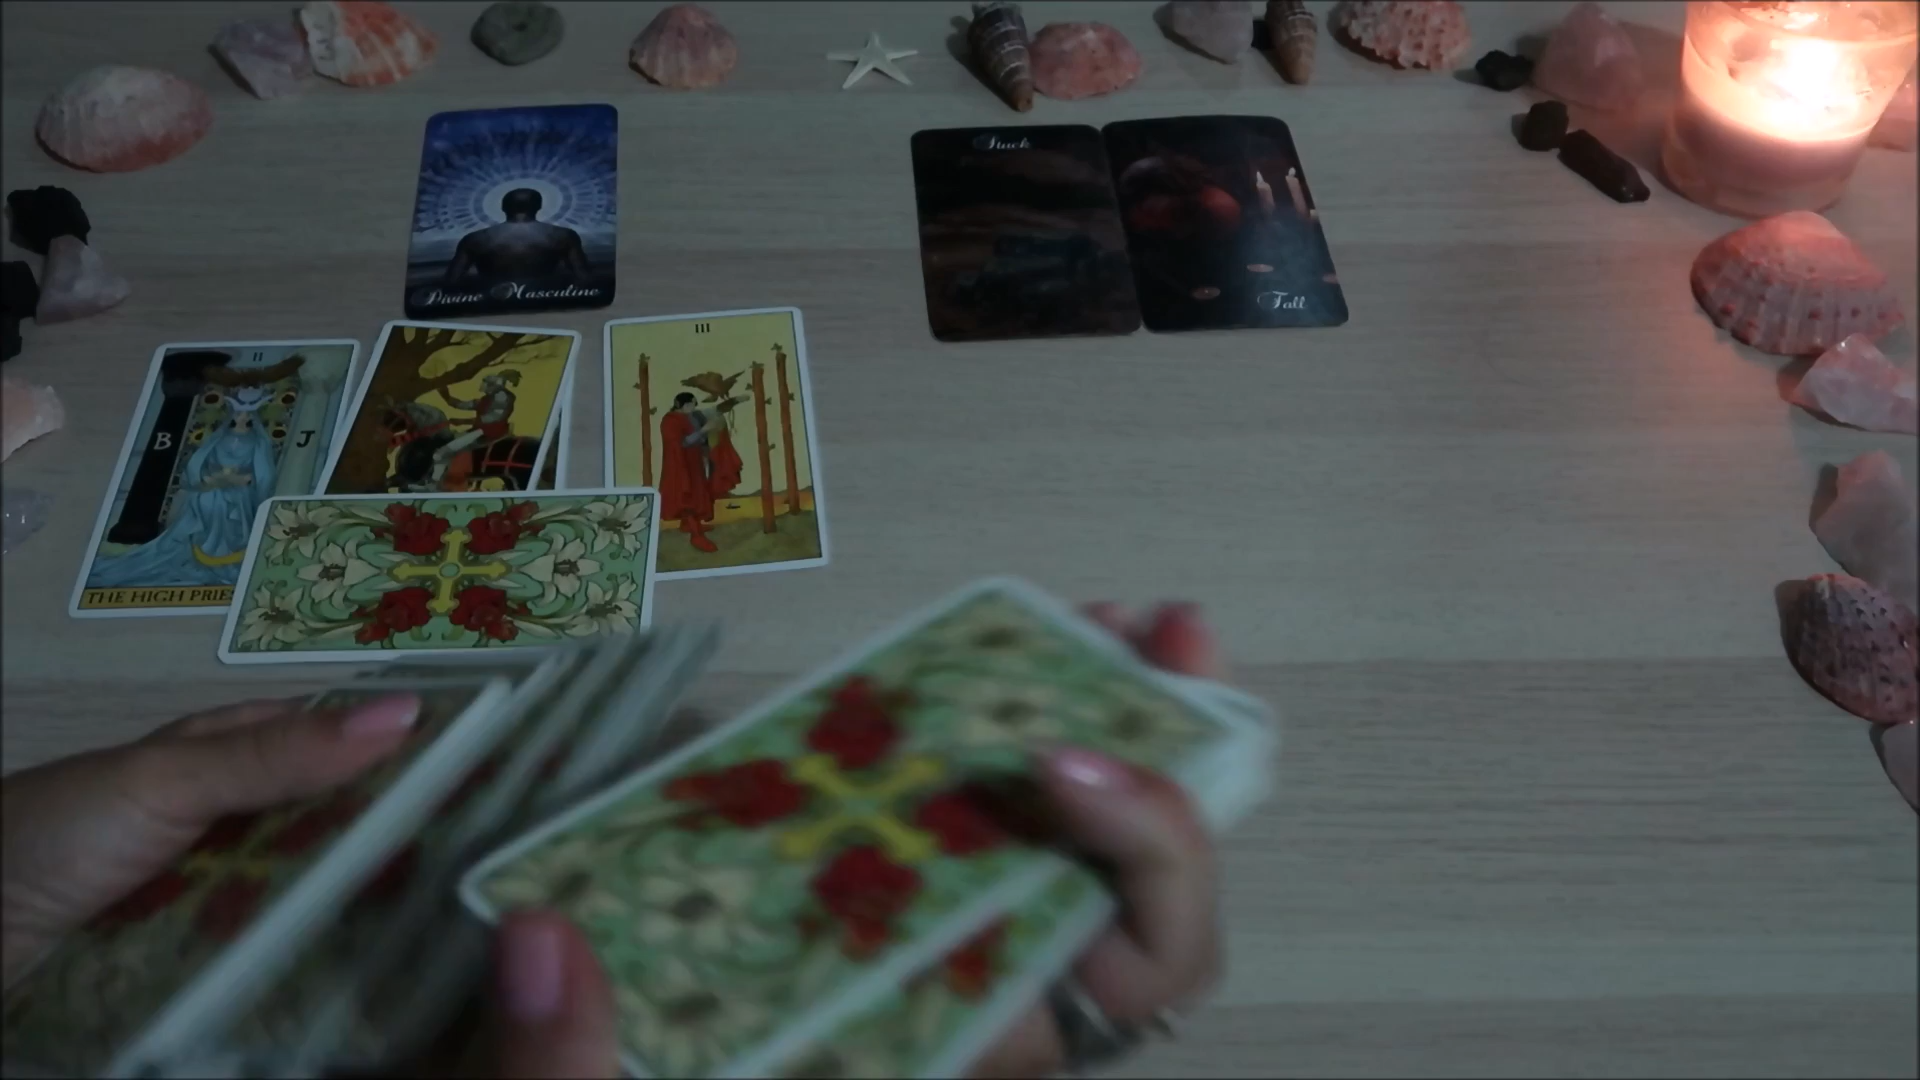 Divine Masculine
Stuck
Fall
II
B
J
THE HIGH PRIES
III